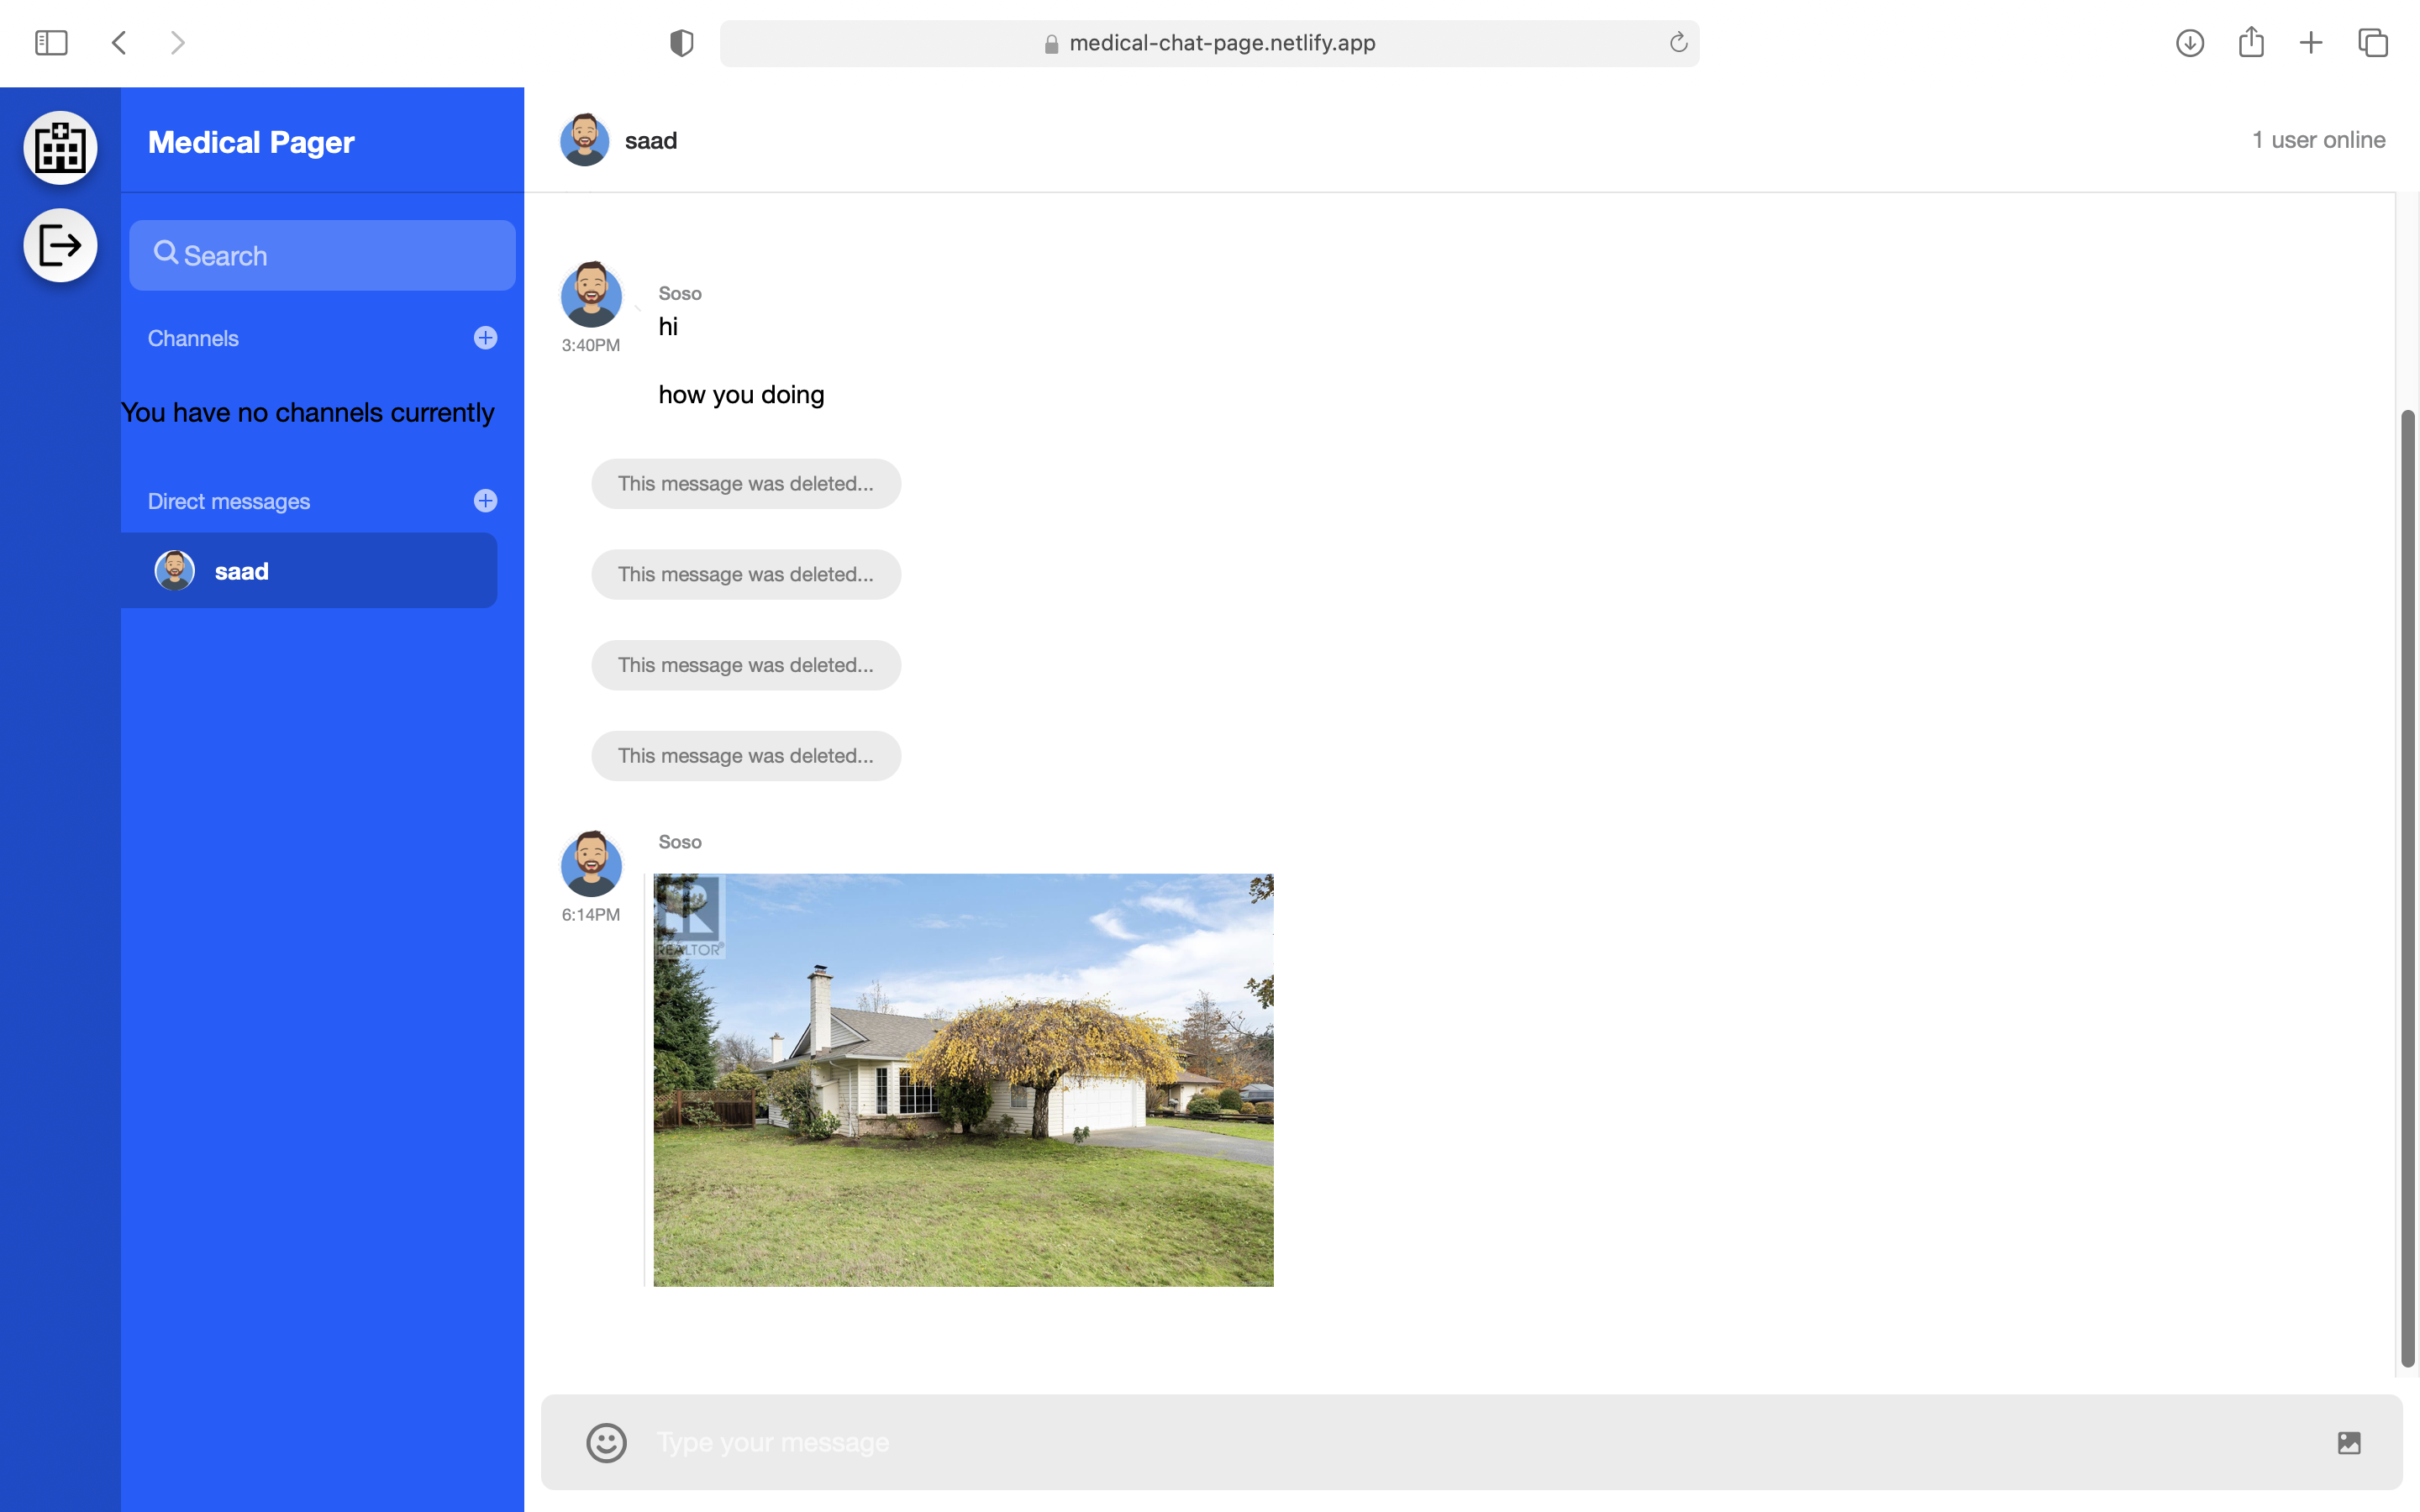 medical-chat-page.netlify.app
Medical Pager
Search
Channels
You have no channels currently
Direct messages
saad
saad
1 user online
Soso
hi
3:40PM
how you doing
This message was deleted...
This message was deleted...
This message was deleted...
This message was deleted...
Soso
6:14PM
R
REALTOR®
Type your message